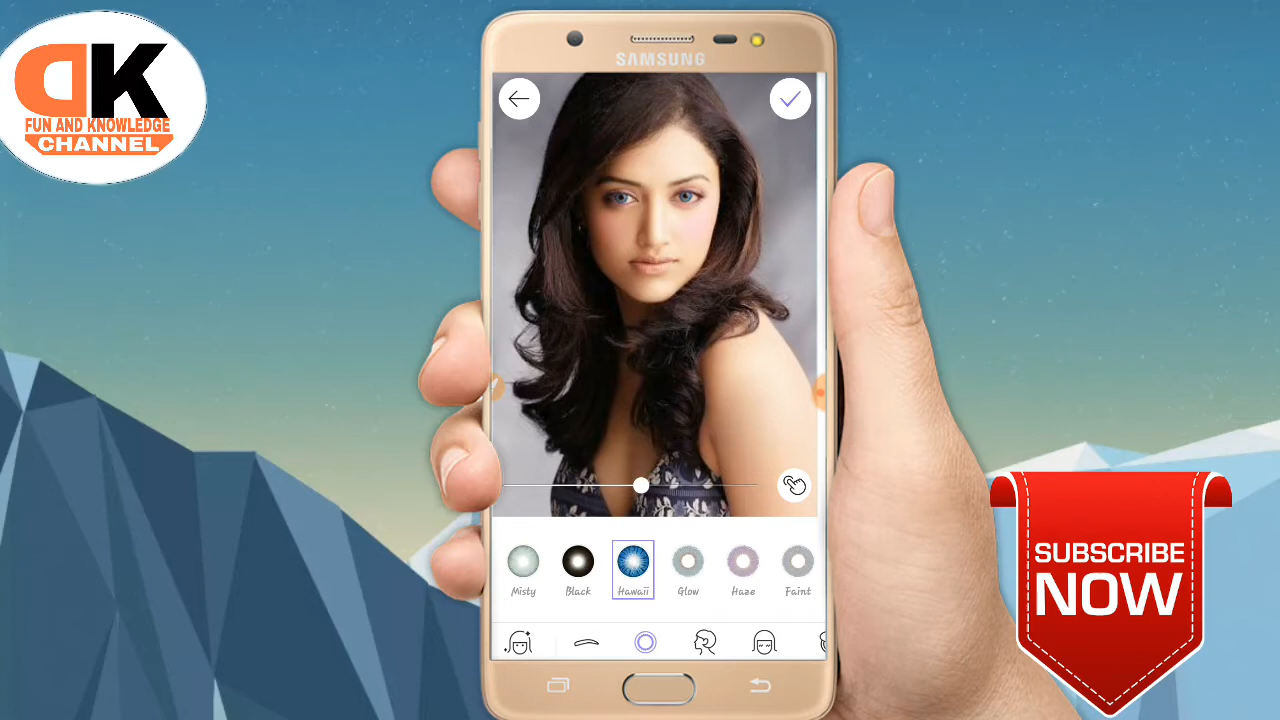 DK
FUN AND KNOWLEDGE
CHANNEL
SAMSUNG
Misty
Black
Hawaii
Glow
Haze
Faint
SUBSCRIBE
NOW